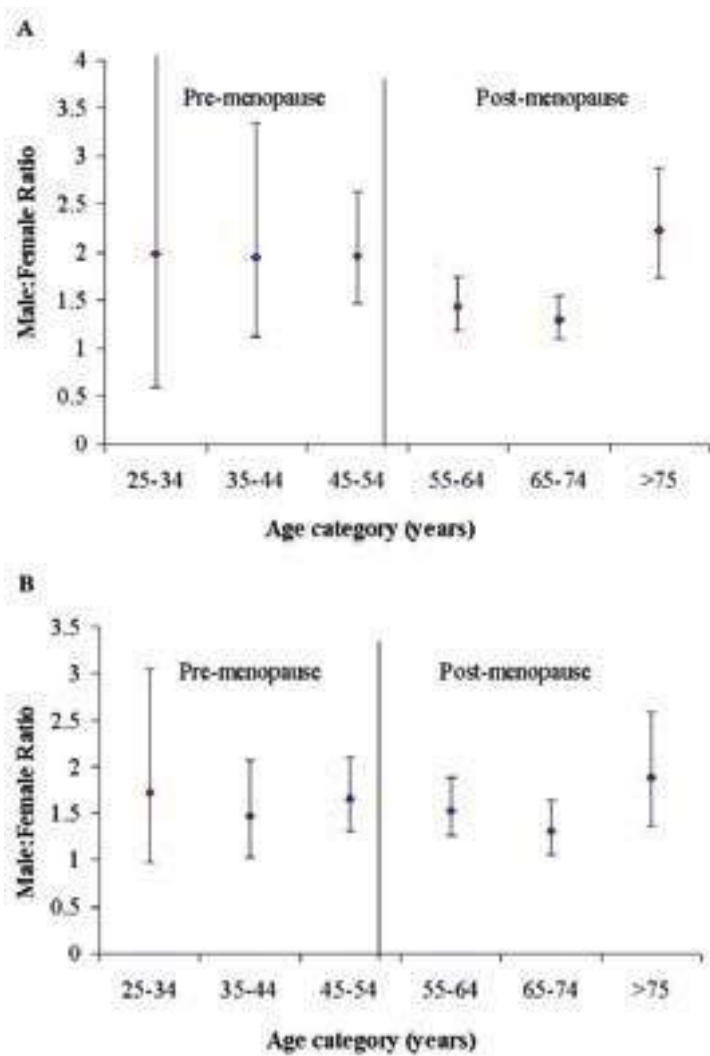 A
4
3.5
3
2.5
2
1.5
1
0.5
0
Male:Female Ratio
Pre-menopause Post-menopause
25-34 35-44 45-54 55-64 65-74 >75
Age category (years)
B
3.5
3
2.5
2
1.5
1
0.5
0
Male:Female Ratio
Pre-menopause Post-menopause
25-34 35-44 45-54 55-64 65-74 >75
Age category (years)